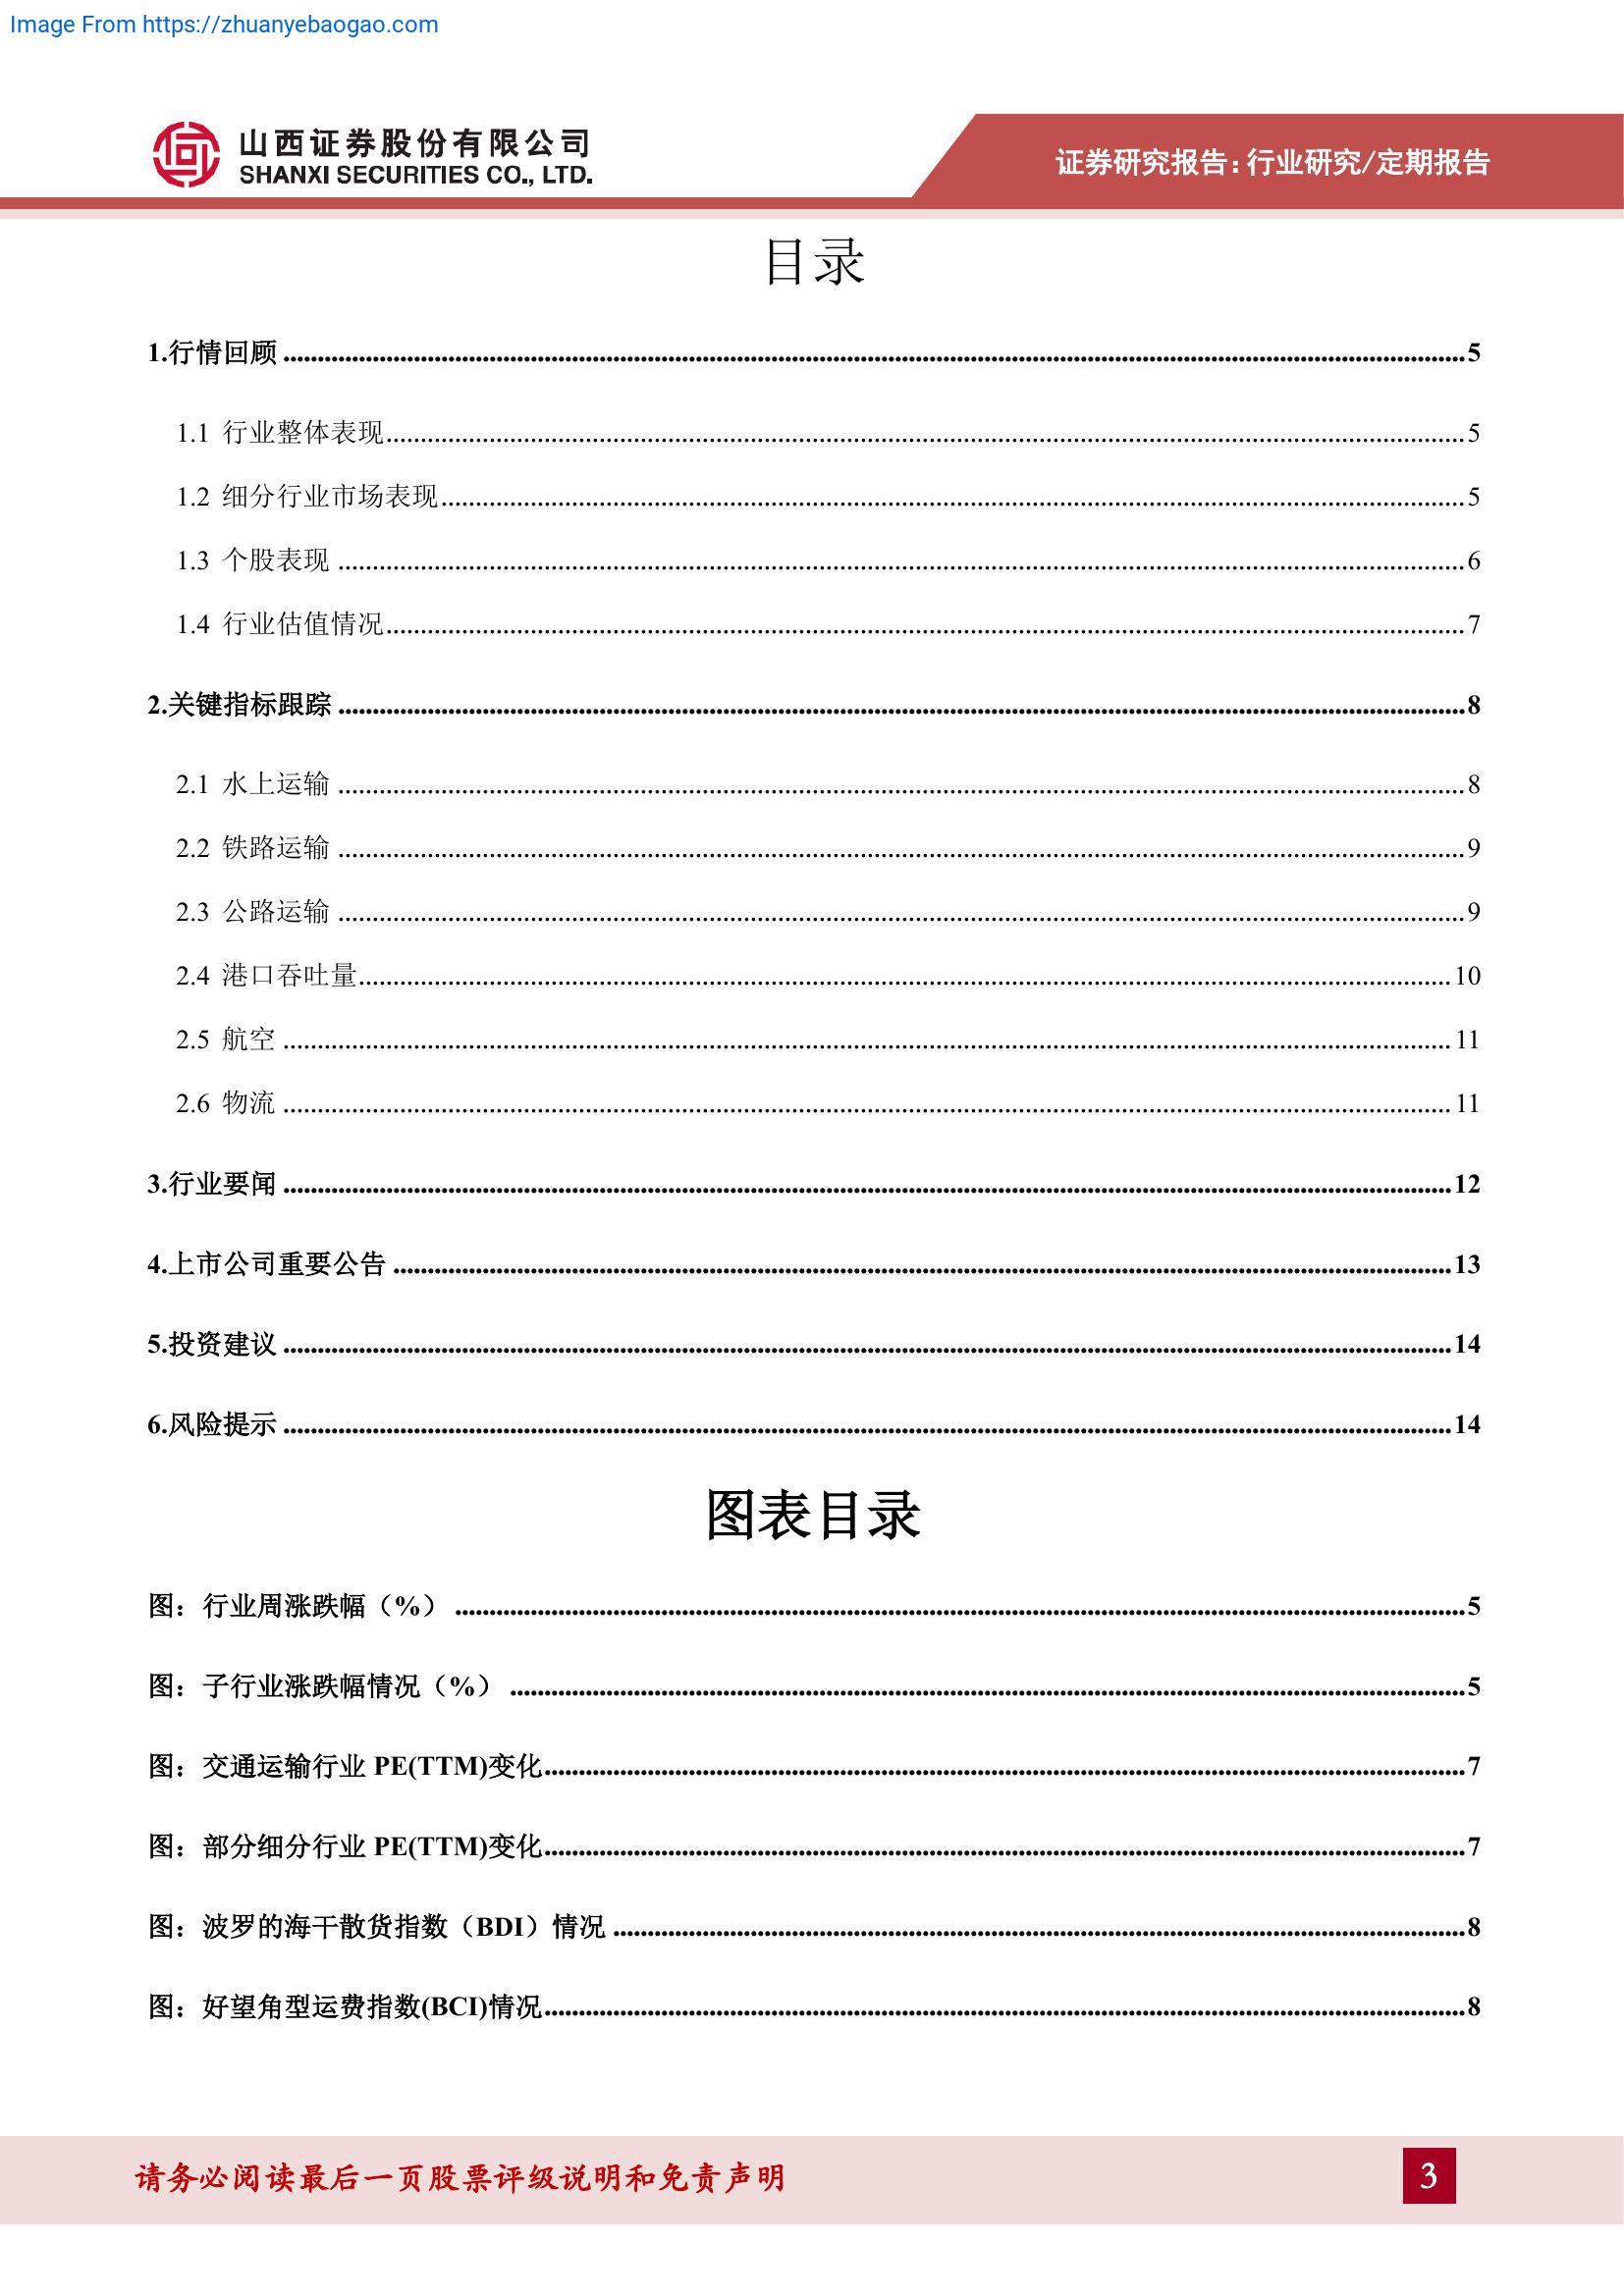 Image From https://zhuanyebaogao.com
山西证券股份有限公司
SHANXI SECURITIES CO., LTD.
证券研究报告:行业研究/定期报告
目录
1.行情回顾 5
1.1 行业整体表现 5
1.2 细分行业市场表现 5
1.3 个股表现 6
1.4 行业估值情况 7
2.关键指标跟踪 8
2.1 水上运输 8
2.2 铁路运输 9
2.3 公路运输 9
2.4 港口吞吐量 10
2.5 航空 11
2.6 物流 11
3.行业要闻 12
4.上市公司重要公告 13
5.投资建议 14
6.风险提示 14
图表目录
图：行业周涨跌幅（%） 5
图：子行业涨跌幅情况（%） 5
图：交通运输行业 PE(TTM)变化 7
图：部分细分行业 PE(TTM)变化 7
图：波罗的海干散货指数（BDI）情况 8
图：好望角型运费指数(BCI)情况 8
请务必阅读最后一页股票评级说明和免责声明
3